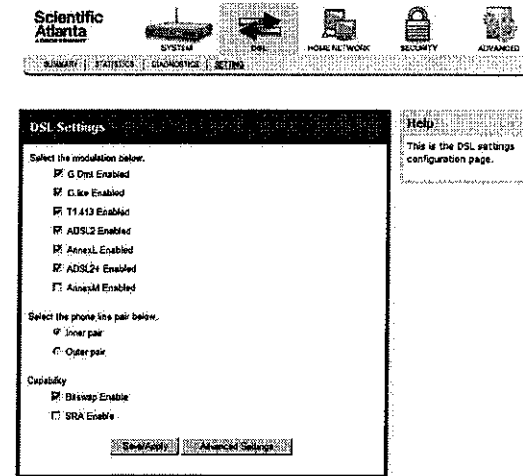 Scientific
Atlanta
A CISCO COMPANY
SYSTEM
DSL
HOME NETWORK
SECURITY
ADVANCED
SUMMARY | STATISTICS | DIAGNOSTICS | SETTING
DSL Settings
Select the modulation below.
G.Dmt Enabled
G.lite Enabled
T1.413 Enabled
ADSL2 Enabled
AnnexL Enabled
ADSL2+ Enabled
AnnexM Enabled
Select the phone line pair below.
Inner pair
Outer pair
Capability
Bitswap Enable
SRA Enable
Save/Apply
Advanced Settings
Help
This is the DSL settings
configuration page.